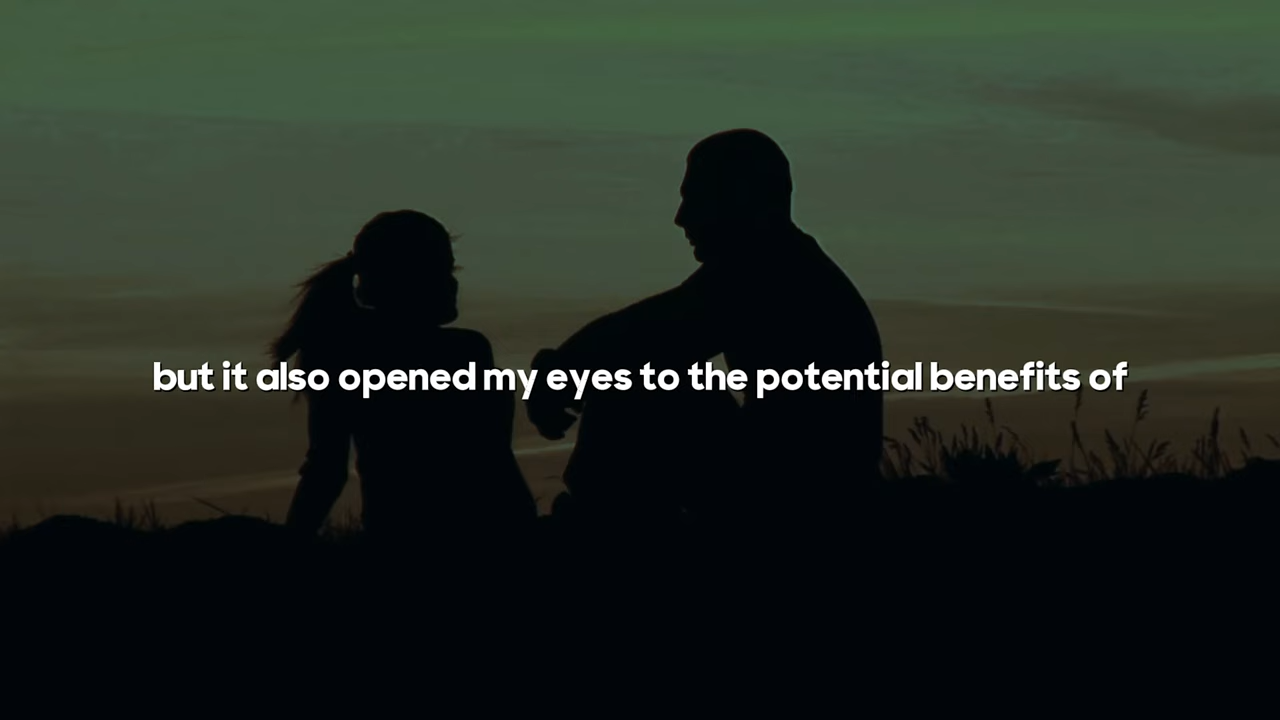 but it also opened my eyes to the potential benefits of